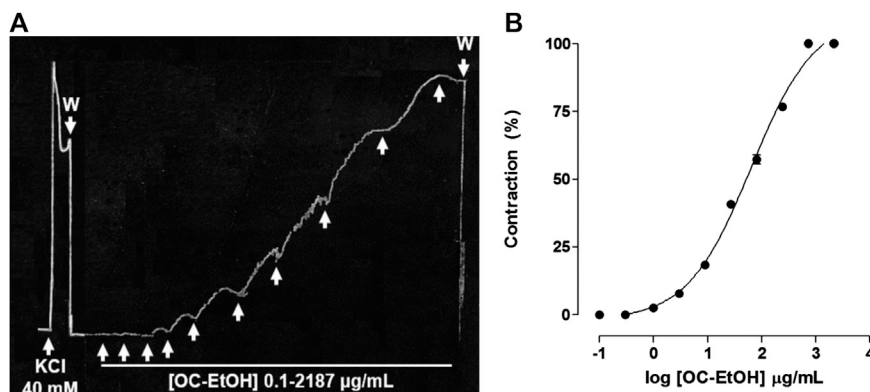 A
W
W
KCl
40 mM
[OC-EtOH] 0.1-2187 µg/mL
B
Contraction (%)
100
75
50
25
0
-1 0 1 2 3 4
log [OC-EtOH] µg/mL